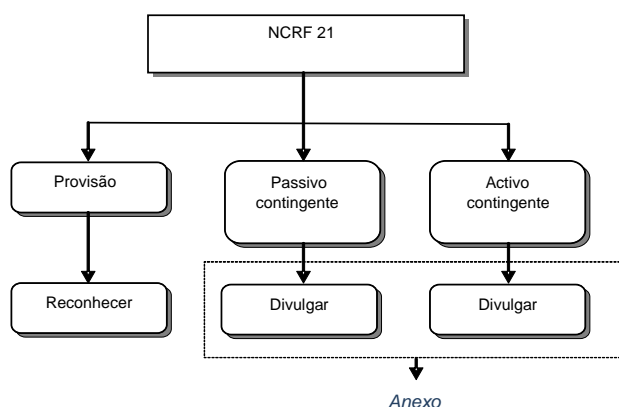 NCRF 21
Provisão
Passivo
contingente
Activo
contingente
Reconhecer
Divulgar
Divulgar
Anexo